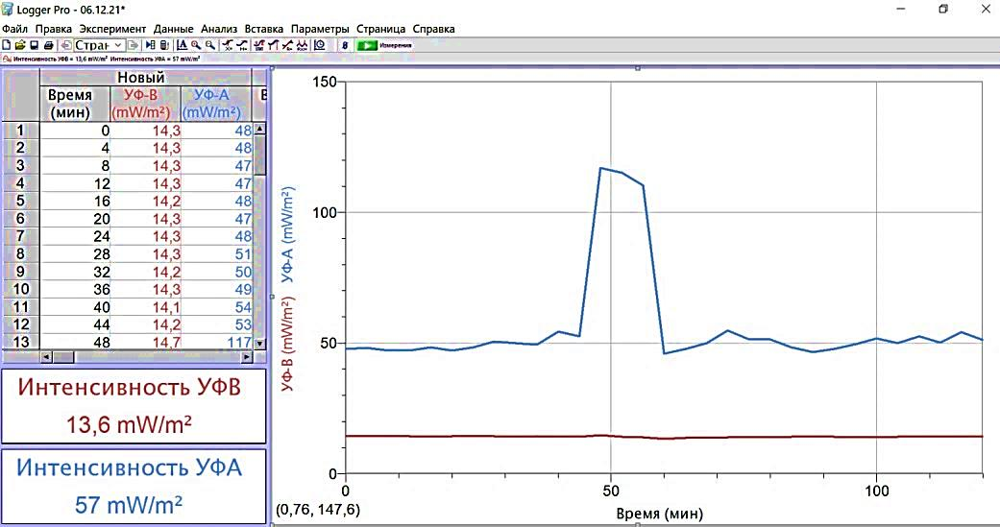 Logger Pro - 06.12.21*
Файл Правка Эксперимент Данные Анализ Вставка Параметры Страница Справка
Стран Измерения
Интенсивность УФВ = 13,6 mW/m² Интенсивность УФА = 57 mW/m²
Новый
Время УФ-В УФ-А В
(мин) (mW/m²) (mW/m²)
1 0 14,3 48
2 4 14,3 48
3 8 14,3 47
4 12 14,3 47
5 16 14,2 48
6 20 14,3 47
7 24 14,3 48
8 28 14,3 51
9 32 14,2 50
10 36 14,3 49
11 40 14,1 54
12 44 14,2 53
13 48 14,7 117
Интенсивность УФВ
13,6 mW/m²
Интенсивность УФА
57 mW/m²
УФ-В (mW/m²) УФ-А (mW/m²)
150
100
50
0
0 50 100
(0,76, 147,6)
Время (мин)